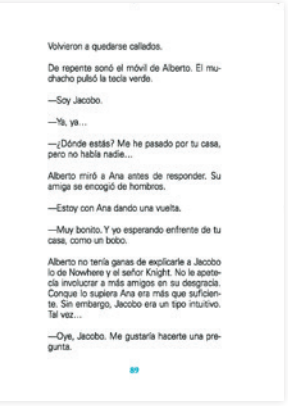 Volvieron a quedarse callados.
De repente sonó el móvil de Alberto. El mu-
chacho pulsó la tecla verde.
—Soy Jacobo.
—Ya, ya...
—¿Dónde estás? Me he pasado por tu casa,
pero no había nadie...
Alberto miró a Ana antes de responder. Su
amiga se encogió de hombros.
—Estoy con Ana dando una vuelta.
—Muy bonito. Y yo esperando enfrente de tu
casa, como un bobo.
Alberto no tenía ganas de explicarle a Jacobo
lo de Nowhere y el señor Knight. No le apete-
cía involucrar a más amigos en su desgracia.
Conque lo supiera Ana era más que suficien-
te. Sin embargo, Jacobo era un tipo intuitivo.
Tal vez...
—Oye, Jacobo. Me gustaría hacerte una pre-
gunta.
89